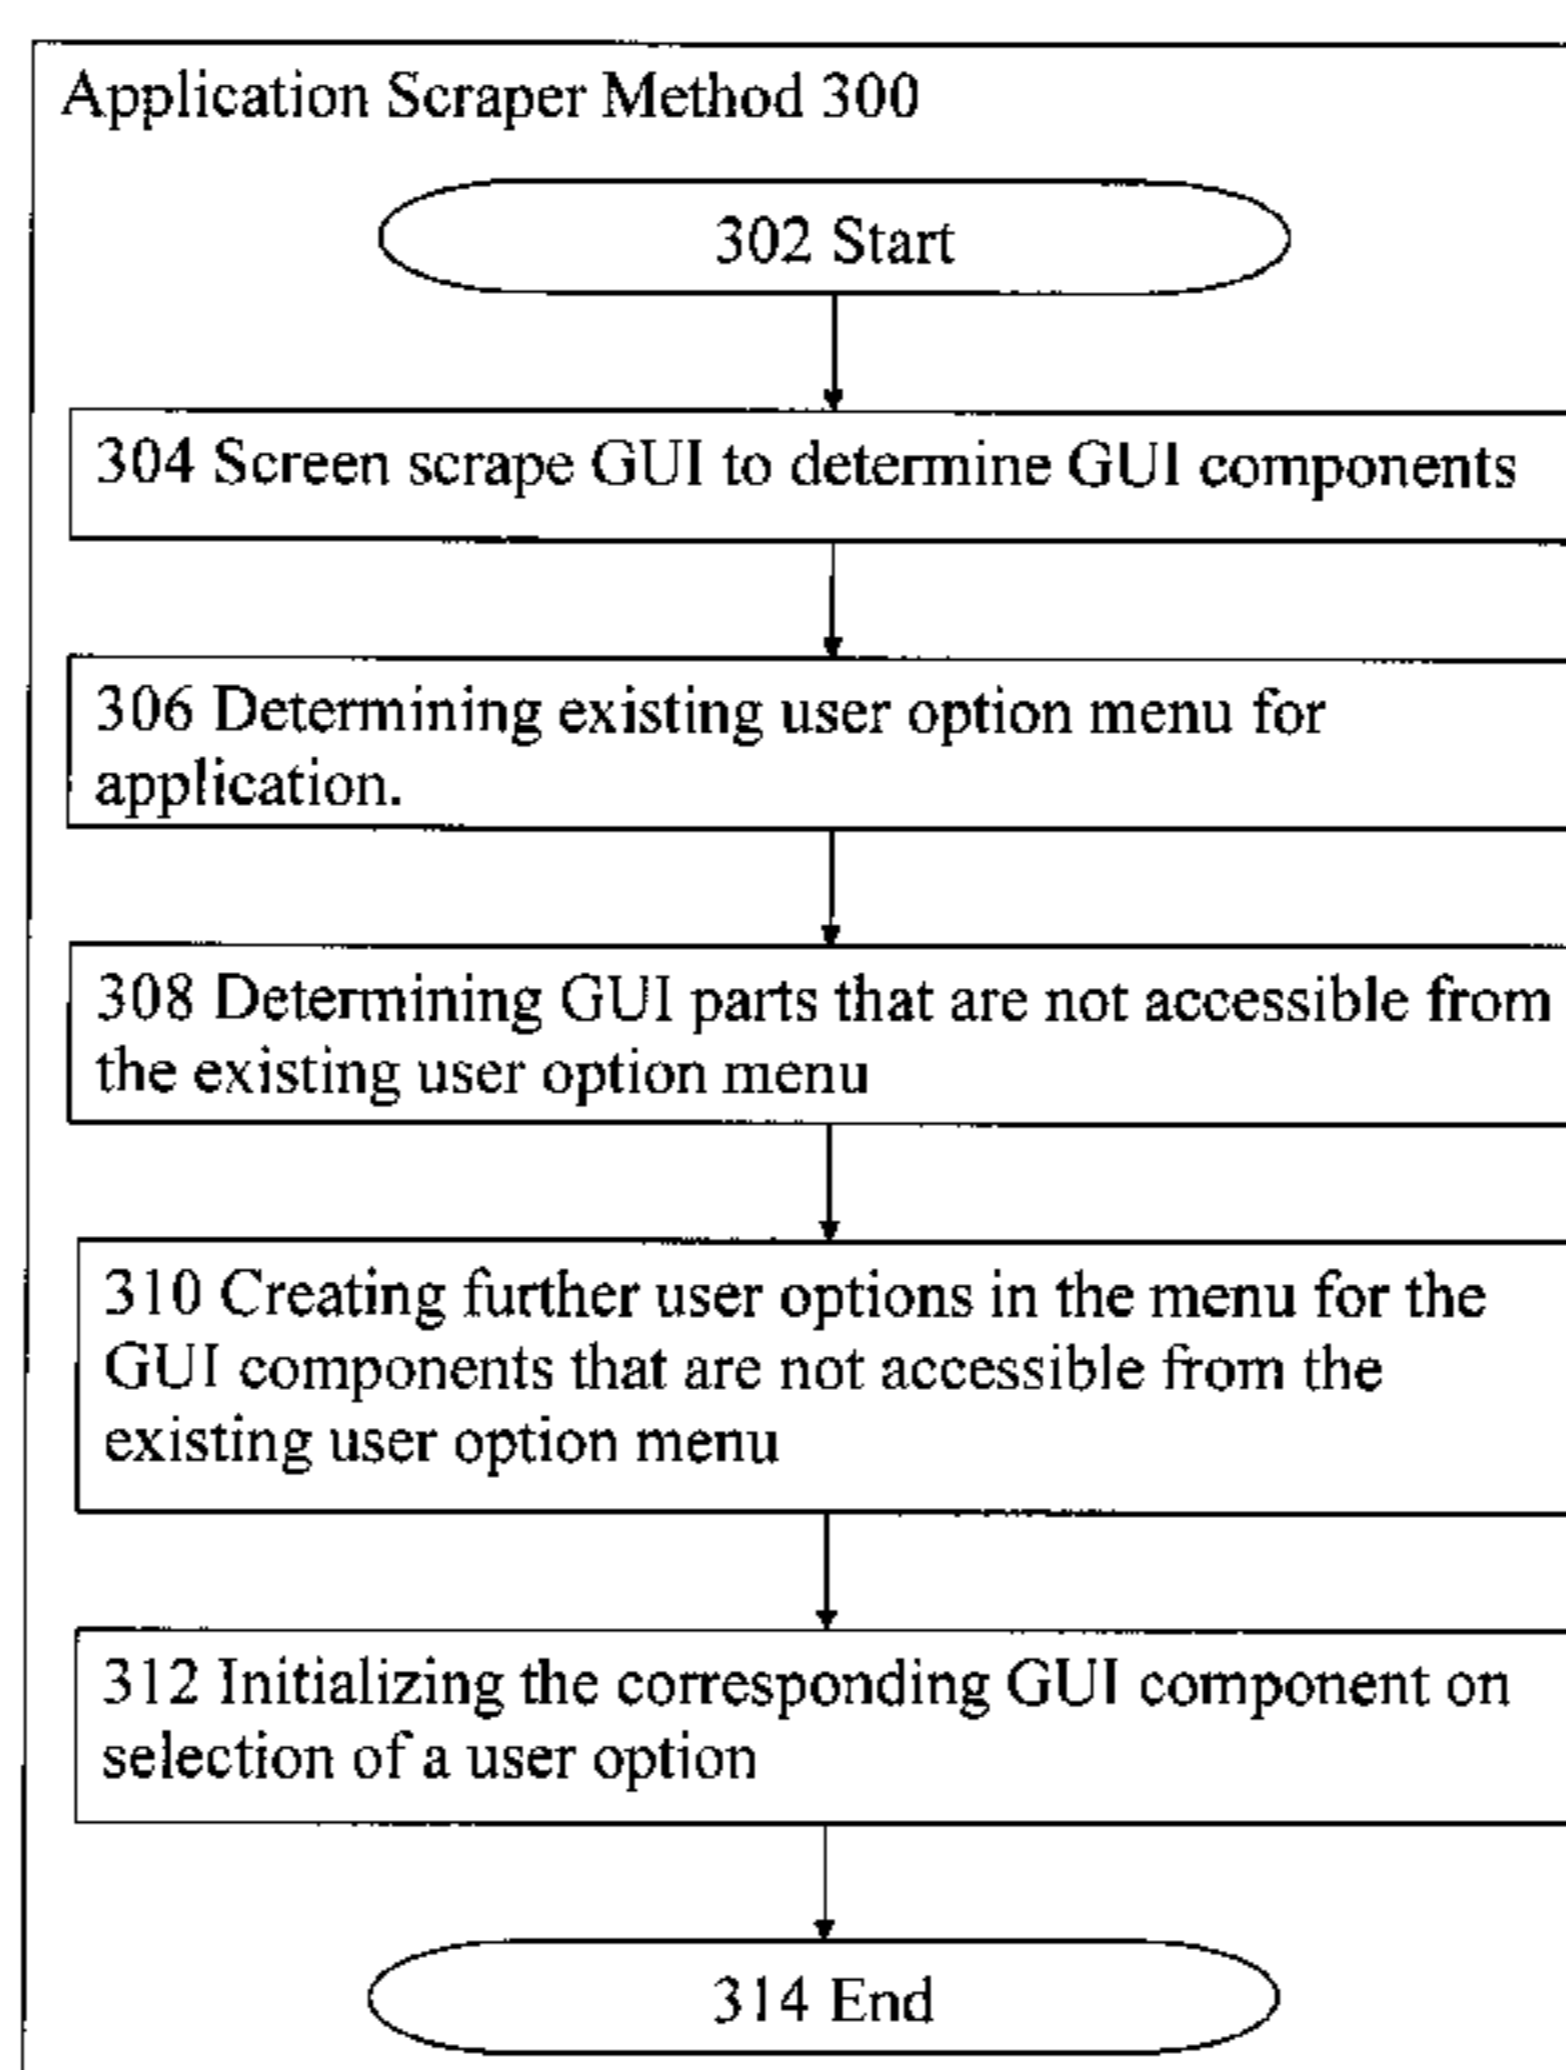 Application Scraper Method 300
302 Start
304 Screen scrape GUI to determine GUI components
306 Determining existing user option menu for
application.
308 Determining GUI parts that are not accessible from
the existing user option menu
310 Creating further user options in the menu for the
GUI components that are not accessible from the
existing user option menu
312 Initializing the corresponding GUI component on
selection of a user option
314 End